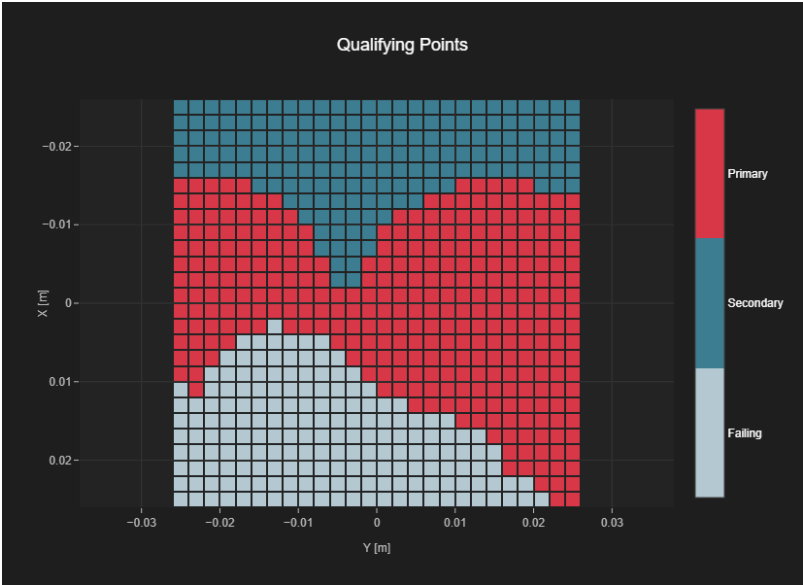 Qualifying Points
X [m]
−0.02
−0.01
0
0.01
0.02
−0.03
−0.02
−0.01
0
0.01
0.02
0.03
Y [m]
Primary
Secondary
Failing